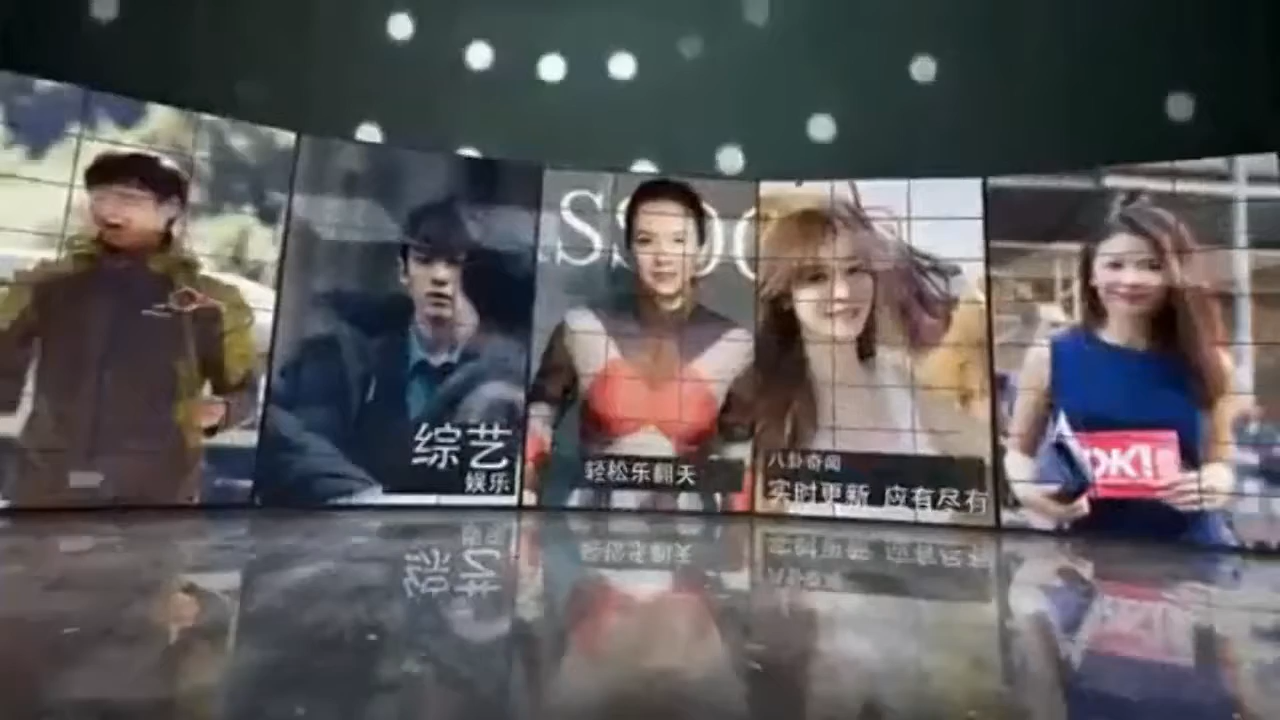 综艺
娱乐
轻松乐翻天
八卦奇闻
实时更新 应有尽有
OK!